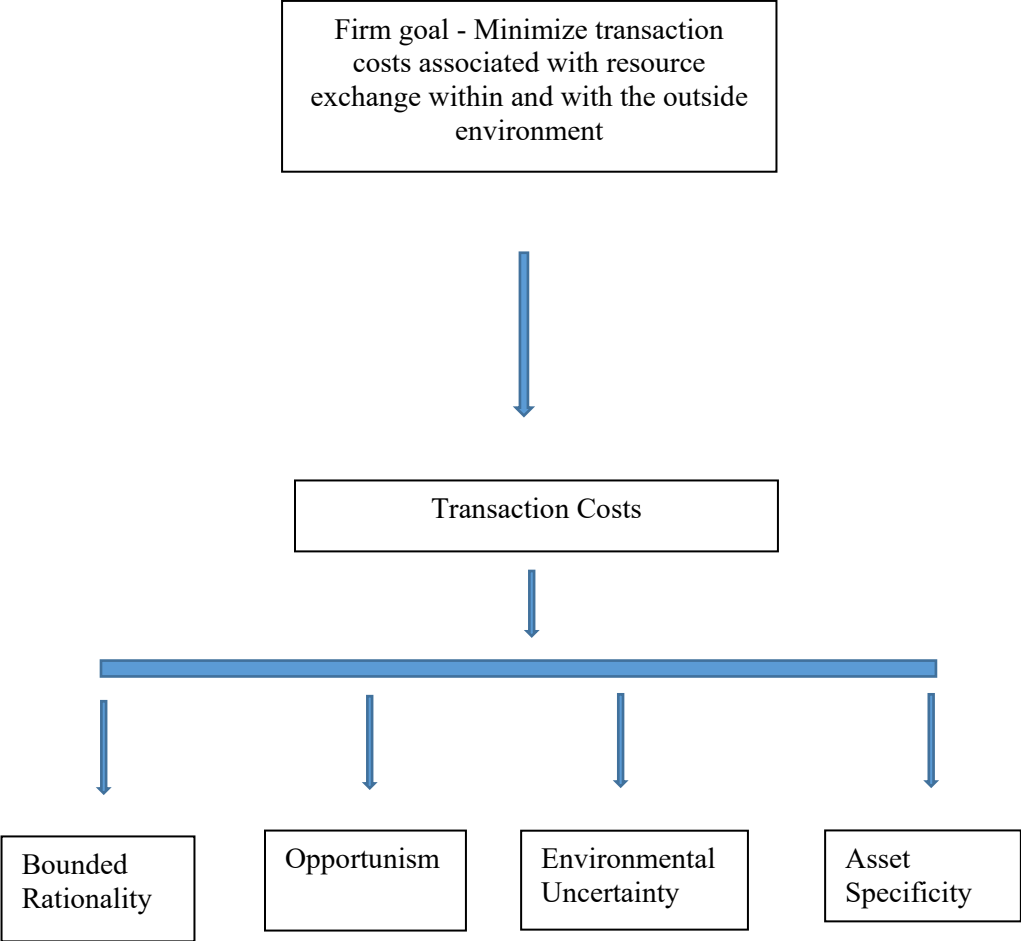 Firm goal - Minimize transaction
costs associated with resource
exchange within and with the outside
environment
Transaction Costs
Bounded
Rationality
Opportunism
Environmental
Uncertainty
Asset
Specificity